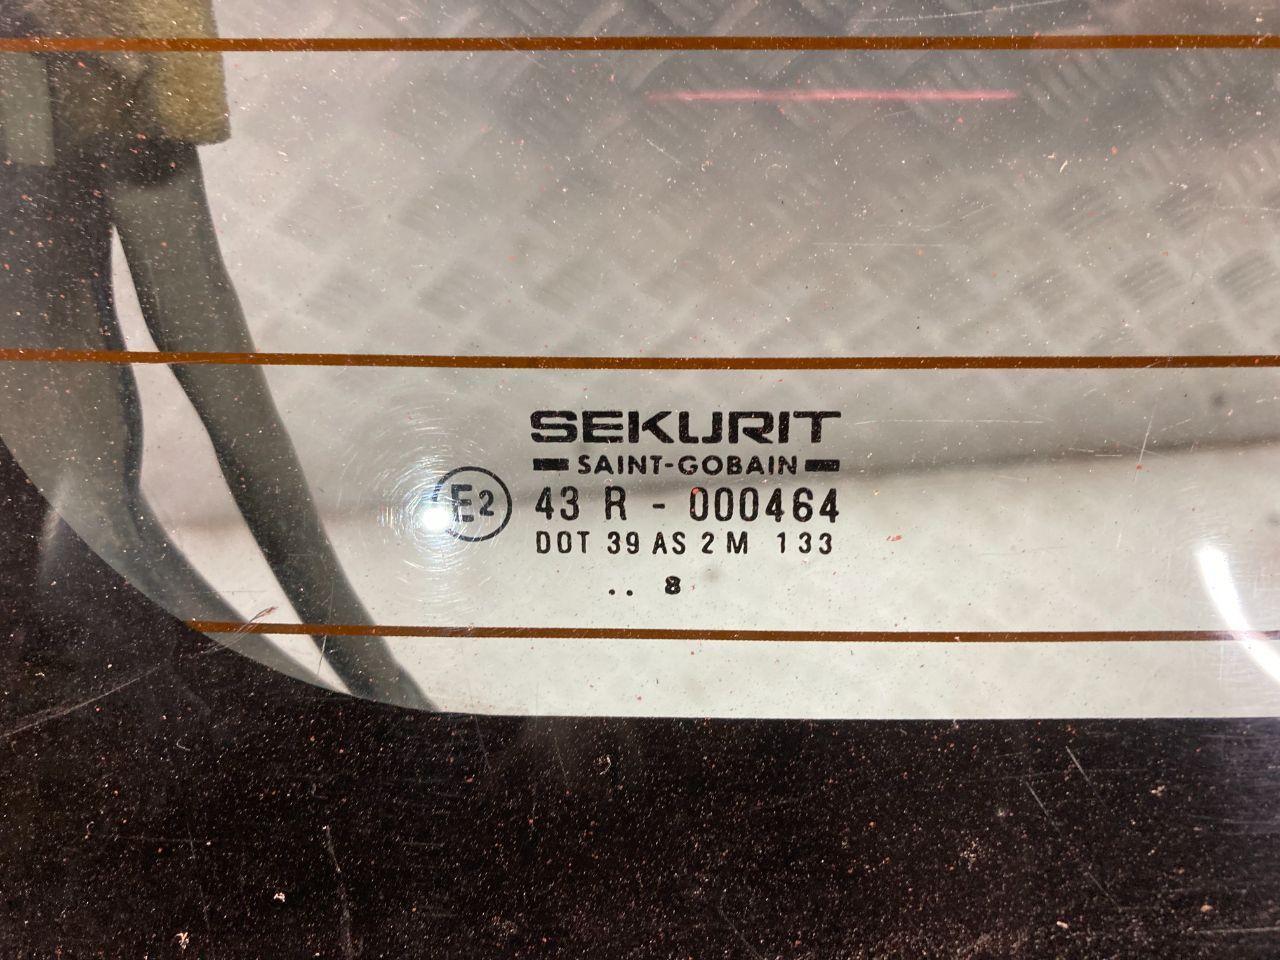 SEKURIT
SAINT-GOBAIN
E2 43 R - 000464
DOT 39 AS 2 M 133
.. 8